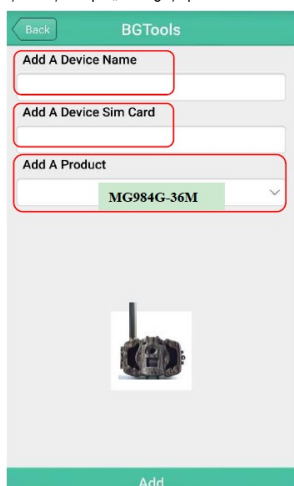 Back
BGTools
Add A Device Name
Add A Device Sim Card
Add A Product
MG984G-36M
Add